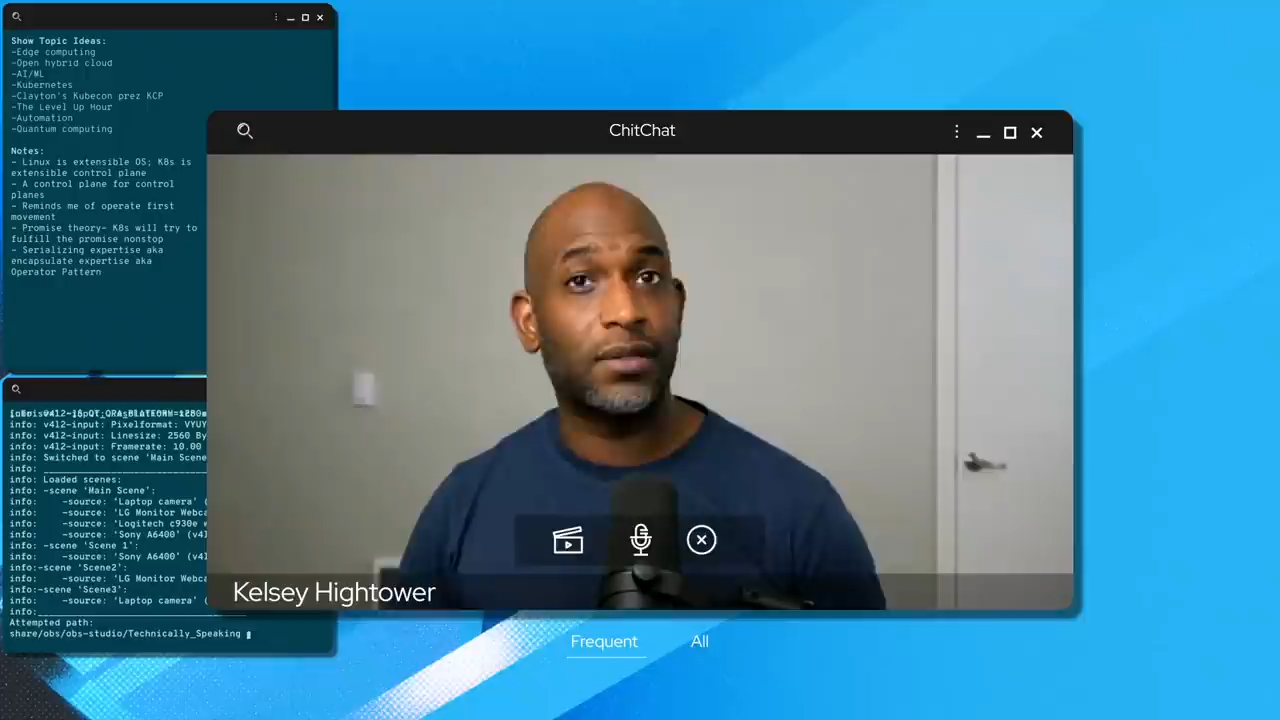 Show Topic Ideas:
-Edge computing
-Open hybrid cloud
-AI/ML
-Kubernetes
-Clayton's Kubecon prez KCP
-The Level Up Hour
-Automation
-Quantum computing
Notes:
- Linux is extensible OS; K8s is
extensible control plane
- A control plane for control
planes
- Reminds me of operate first
movement
- Promise theory- K8s will try to
fulfill the promise nonstop
- Serializing expertise aka
encapsulate expertise aka
Operator Pattern
ChitChat
Kelsey Hightower
info: v4l2-input: Pixelformat: VYUY
info: v4l2-input: Linesize: 2560 By
info: v4l2-input: Framerate: 10.00
info: Switched to scene 'Main Scene
info:
info: Loaded scenes:
info: -scene 'Main Scene':
info: -source: 'Laptop camera' (
info: -source: 'LG Monitor Webca
info: -source: 'Logitech c930e w
info: -source: 'Sony A6400' (v4l
info: -scene 'Scene 1':
info: -source: 'Sony A6400' (v4l
info:-scene 'Scene2':
info: -source: 'LG Monitor Webca
info:-scene 'Scene3':
info: -source: 'Laptop camera' (
info:
Attempted path:
share/obs/obs-studio/Technically_Speaking
Frequent All